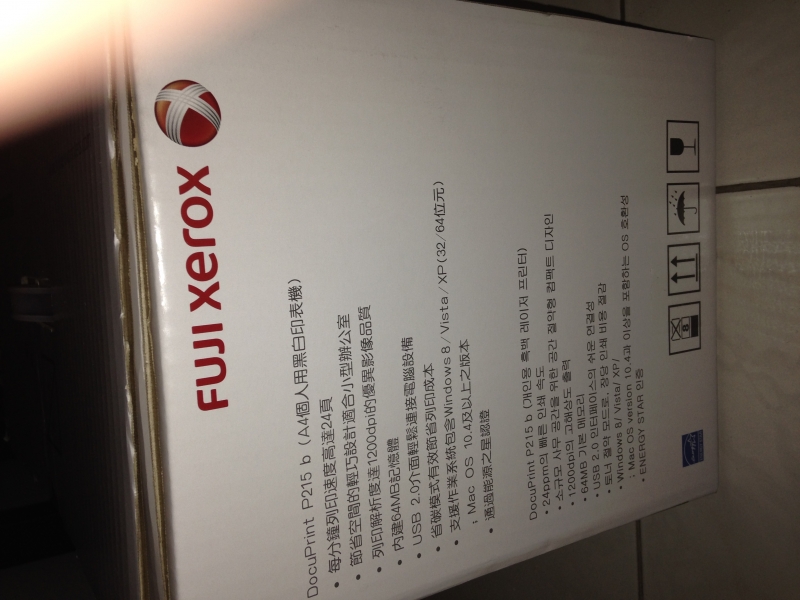 FUJI Xerox
DocuPrint P215 b (A4個人用黑白印表機)
• 每分鐘列印速度高達24頁
• 節省空間的輕巧設計適合小型辦公室
• 列印解析度達1200dpi的優異影像品質
• 內建64MB記憶體
• USB 2.0介面輕鬆連接電腦設備
• 省碳模式有效節省列印成本
• 支援作業系統包含Windows 8/Vista/XP(32/64位元)
; Mac OS 10.4及以上之版本
• 通過能源之星認證
DocuPrint P215 b (개인용 흑백 레이저 프린터)
• 24ppm의 빠른 인쇄 속도
• 소규모 사무 공간을 위한 공간 절약형 컴팩트 디자인
• 1200dpi의 고해상도 출력
• 64MB 기본 메모리
• USB 2.0 인터페이스의 쉬운 연결성
• 토너 절약 모드로, 장당 인쇄 비용 절감
• Windows 8/ Vista/ XP/
; Mac OS version 10.4과 이상을 포함하는 OS 호환성
• ENERGY STAR 인증